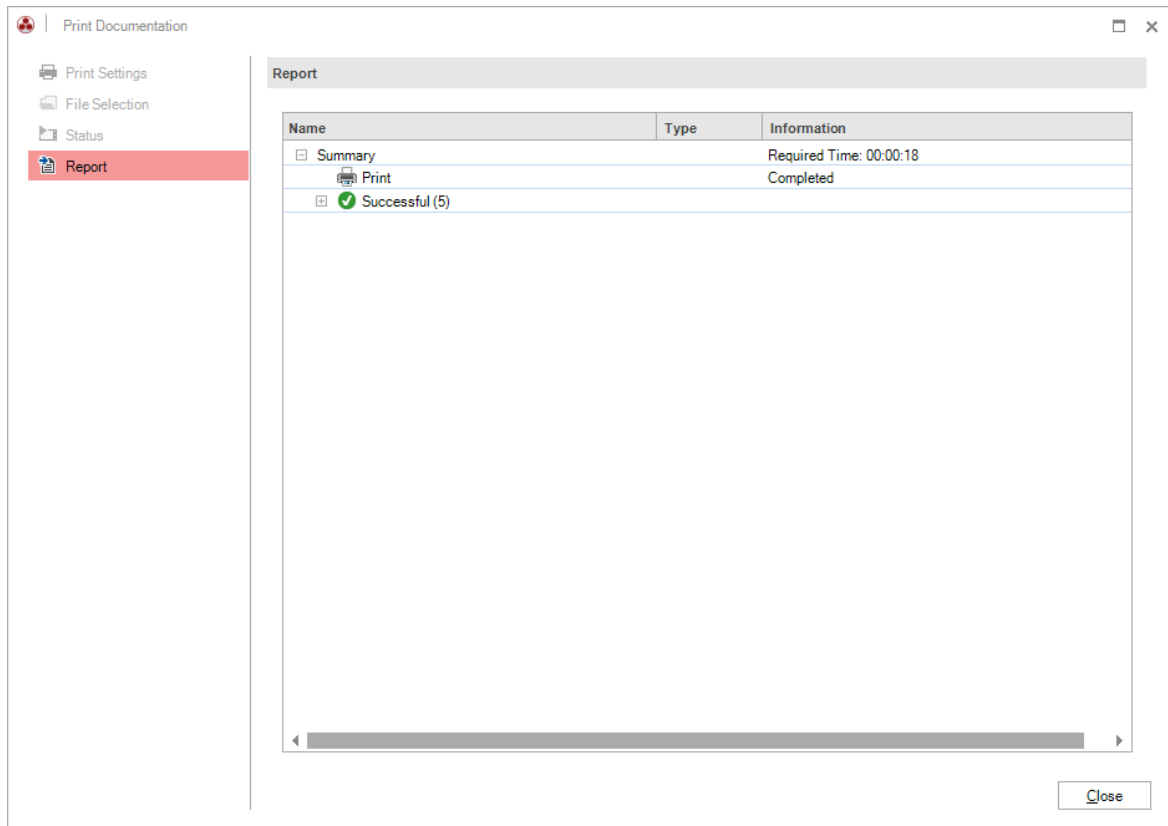 Print Documentation
Print Settings
File Selection
Status
Report
Report
Name Type Information
Summary Required Time: 00:00:18
Print Completed
Successful (5)
Close